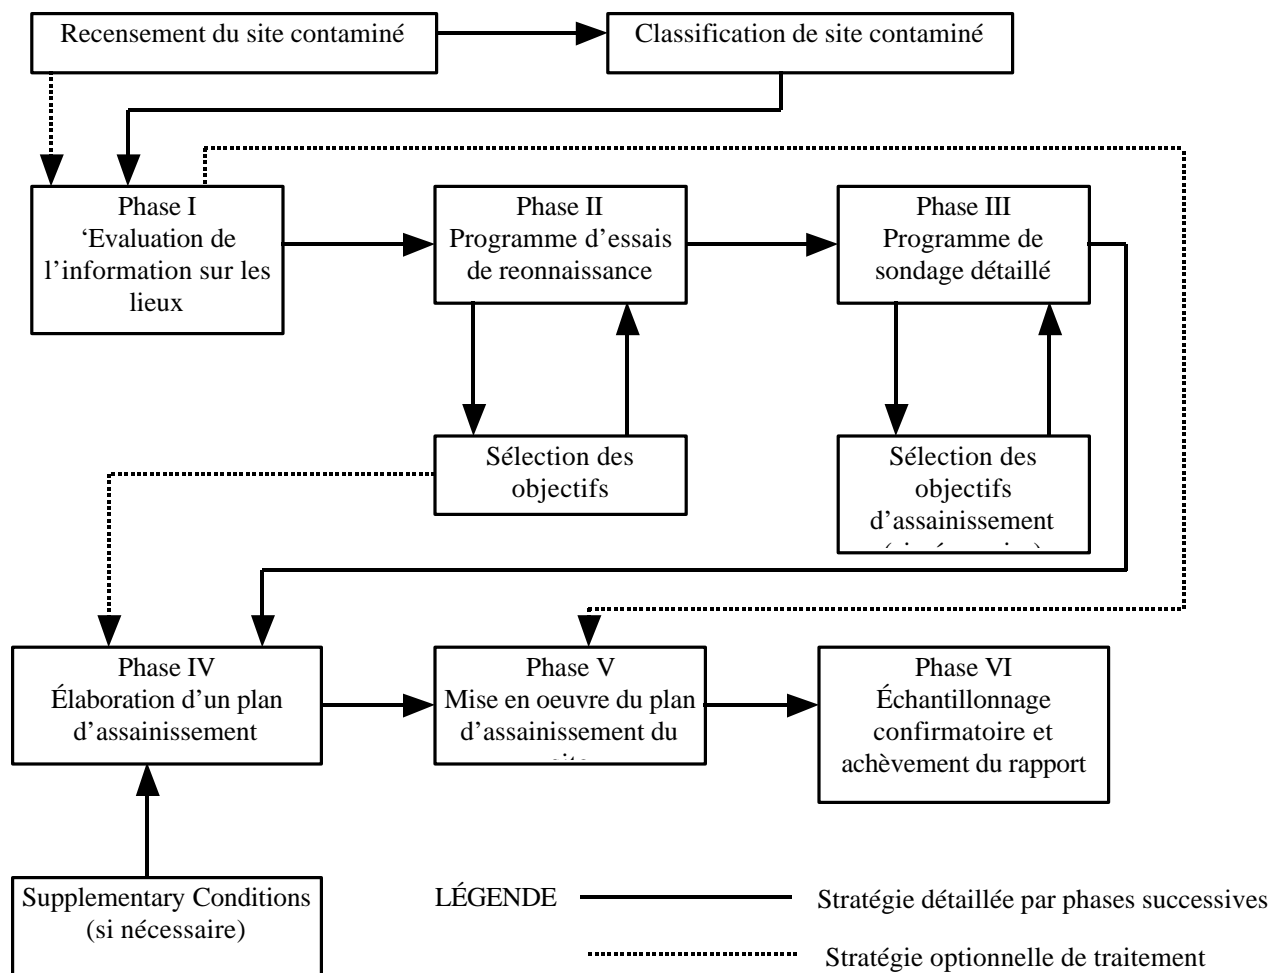 Recensement du site contaminé
Classification de site contaminé
Phase I
‘Evaluation de
l’information sur les
lieux
Phase II
Programme d’essais
de reonnaissance
Phase III
Programme de
sondage détaillé
Sélection des
objectifs
Sélection des
objectifs
d’assainissement
Phase IV
Élaboration d’un plan
d’assainissement
Phase V
Mise en oeuvre du plan
d’assainissement du
Phase VI
Échantillonnage
confirmatoire et
achèvement du rapport
Supplementary Conditions
(si nécessaire)
LÉGENDE
Stratégie détaillée par phases successives
Stratégie optionnelle de traitement